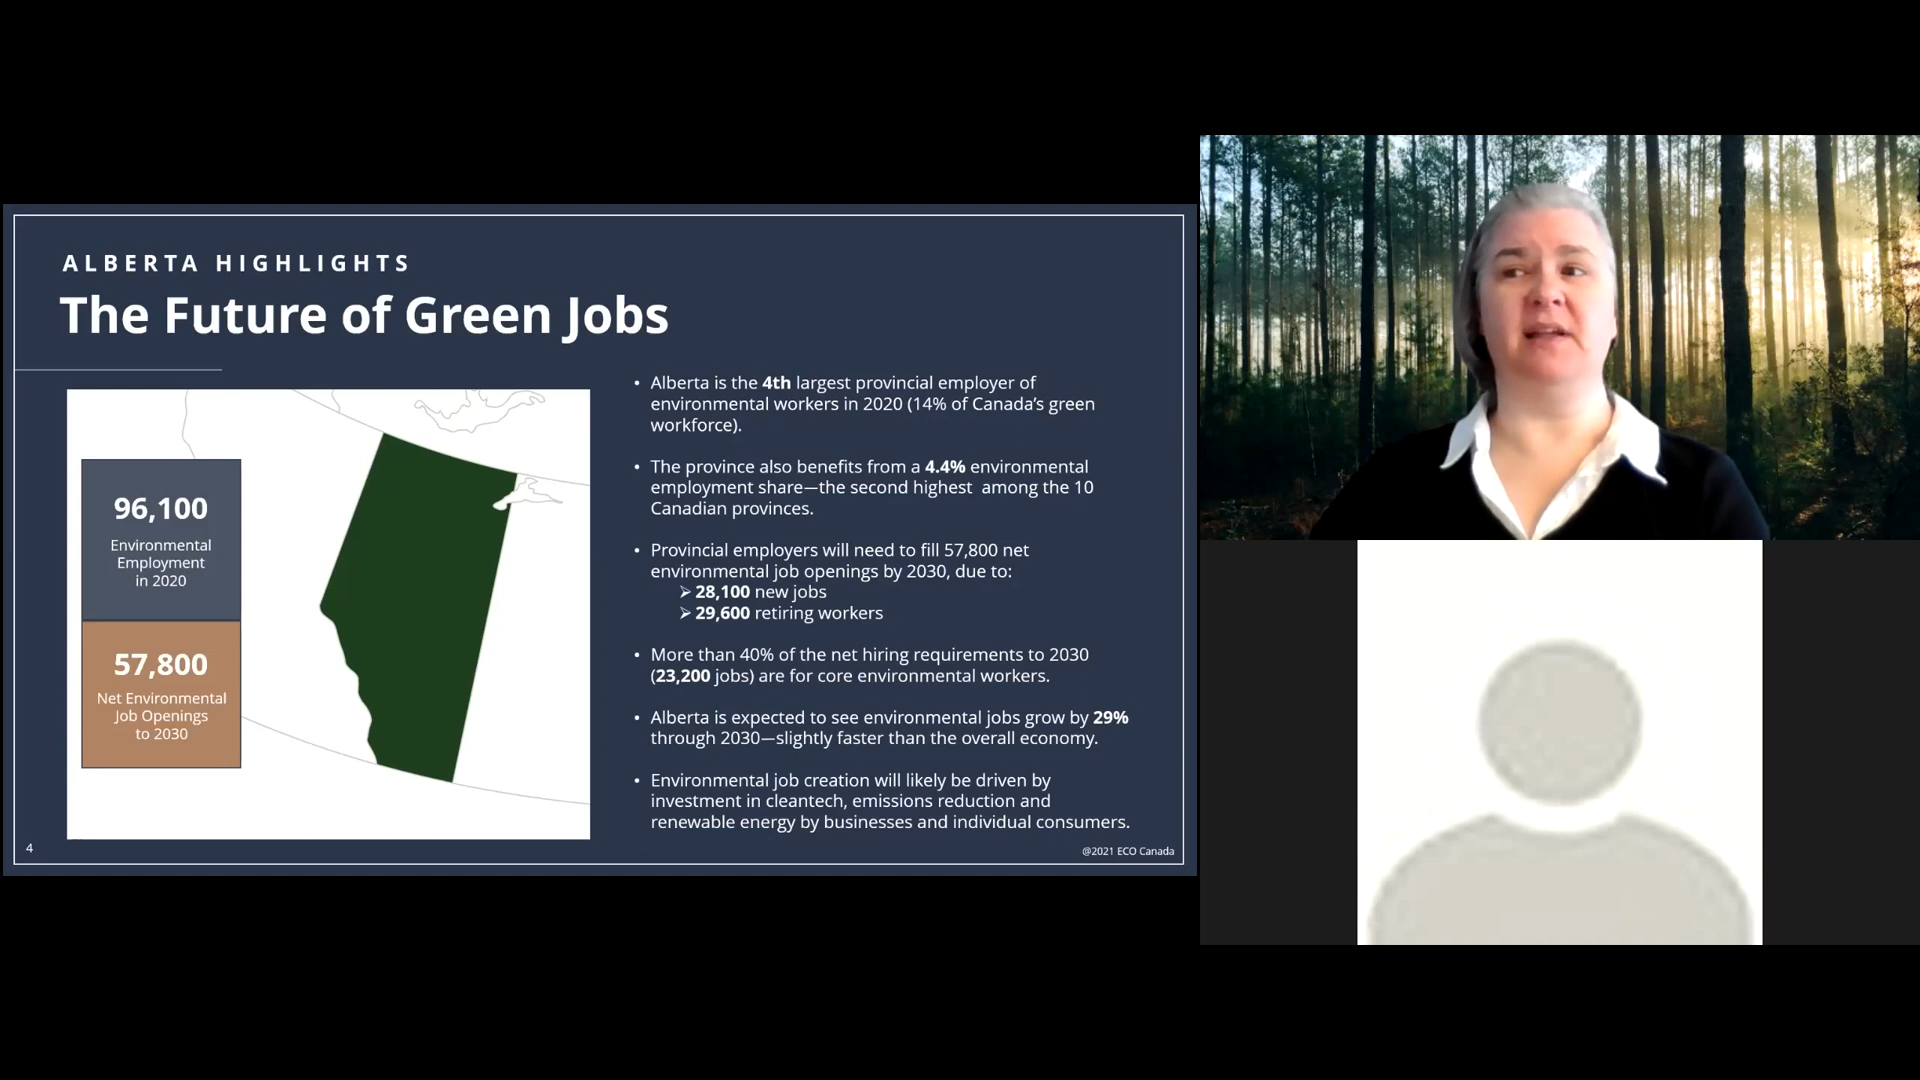 ALBERTA HIGHLIGHTS
The Future of Green Jobs
96,100
Environmental
Employment
in 2020
57,800
Net Environmental
Job Openings
to 2030
• Alberta is the 4th largest provincial employer of
environmental workers in 2020 (14% of Canada’s green
workforce).
• The province also benefits from a 4.4% environmental
employment share—the second highest  among the 10
Canadian provinces.
• Provincial employers will need to fill 57,800 net
environmental job openings by 2030, due to:
➢ 28,100 new jobs
➢ 29,600 retiring workers
• More than 40% of the net hiring requirements to 2030
(23,200 jobs) are for core environmental workers.
• Alberta is expected to see environmental jobs grow by 29%
through 2030—slightly faster than the overall economy.
• Environmental job creation will likely be driven by
investment in cleantech, emissions reduction and
renewable energy by businesses and individual consumers.
4
@2021 ECO Canada